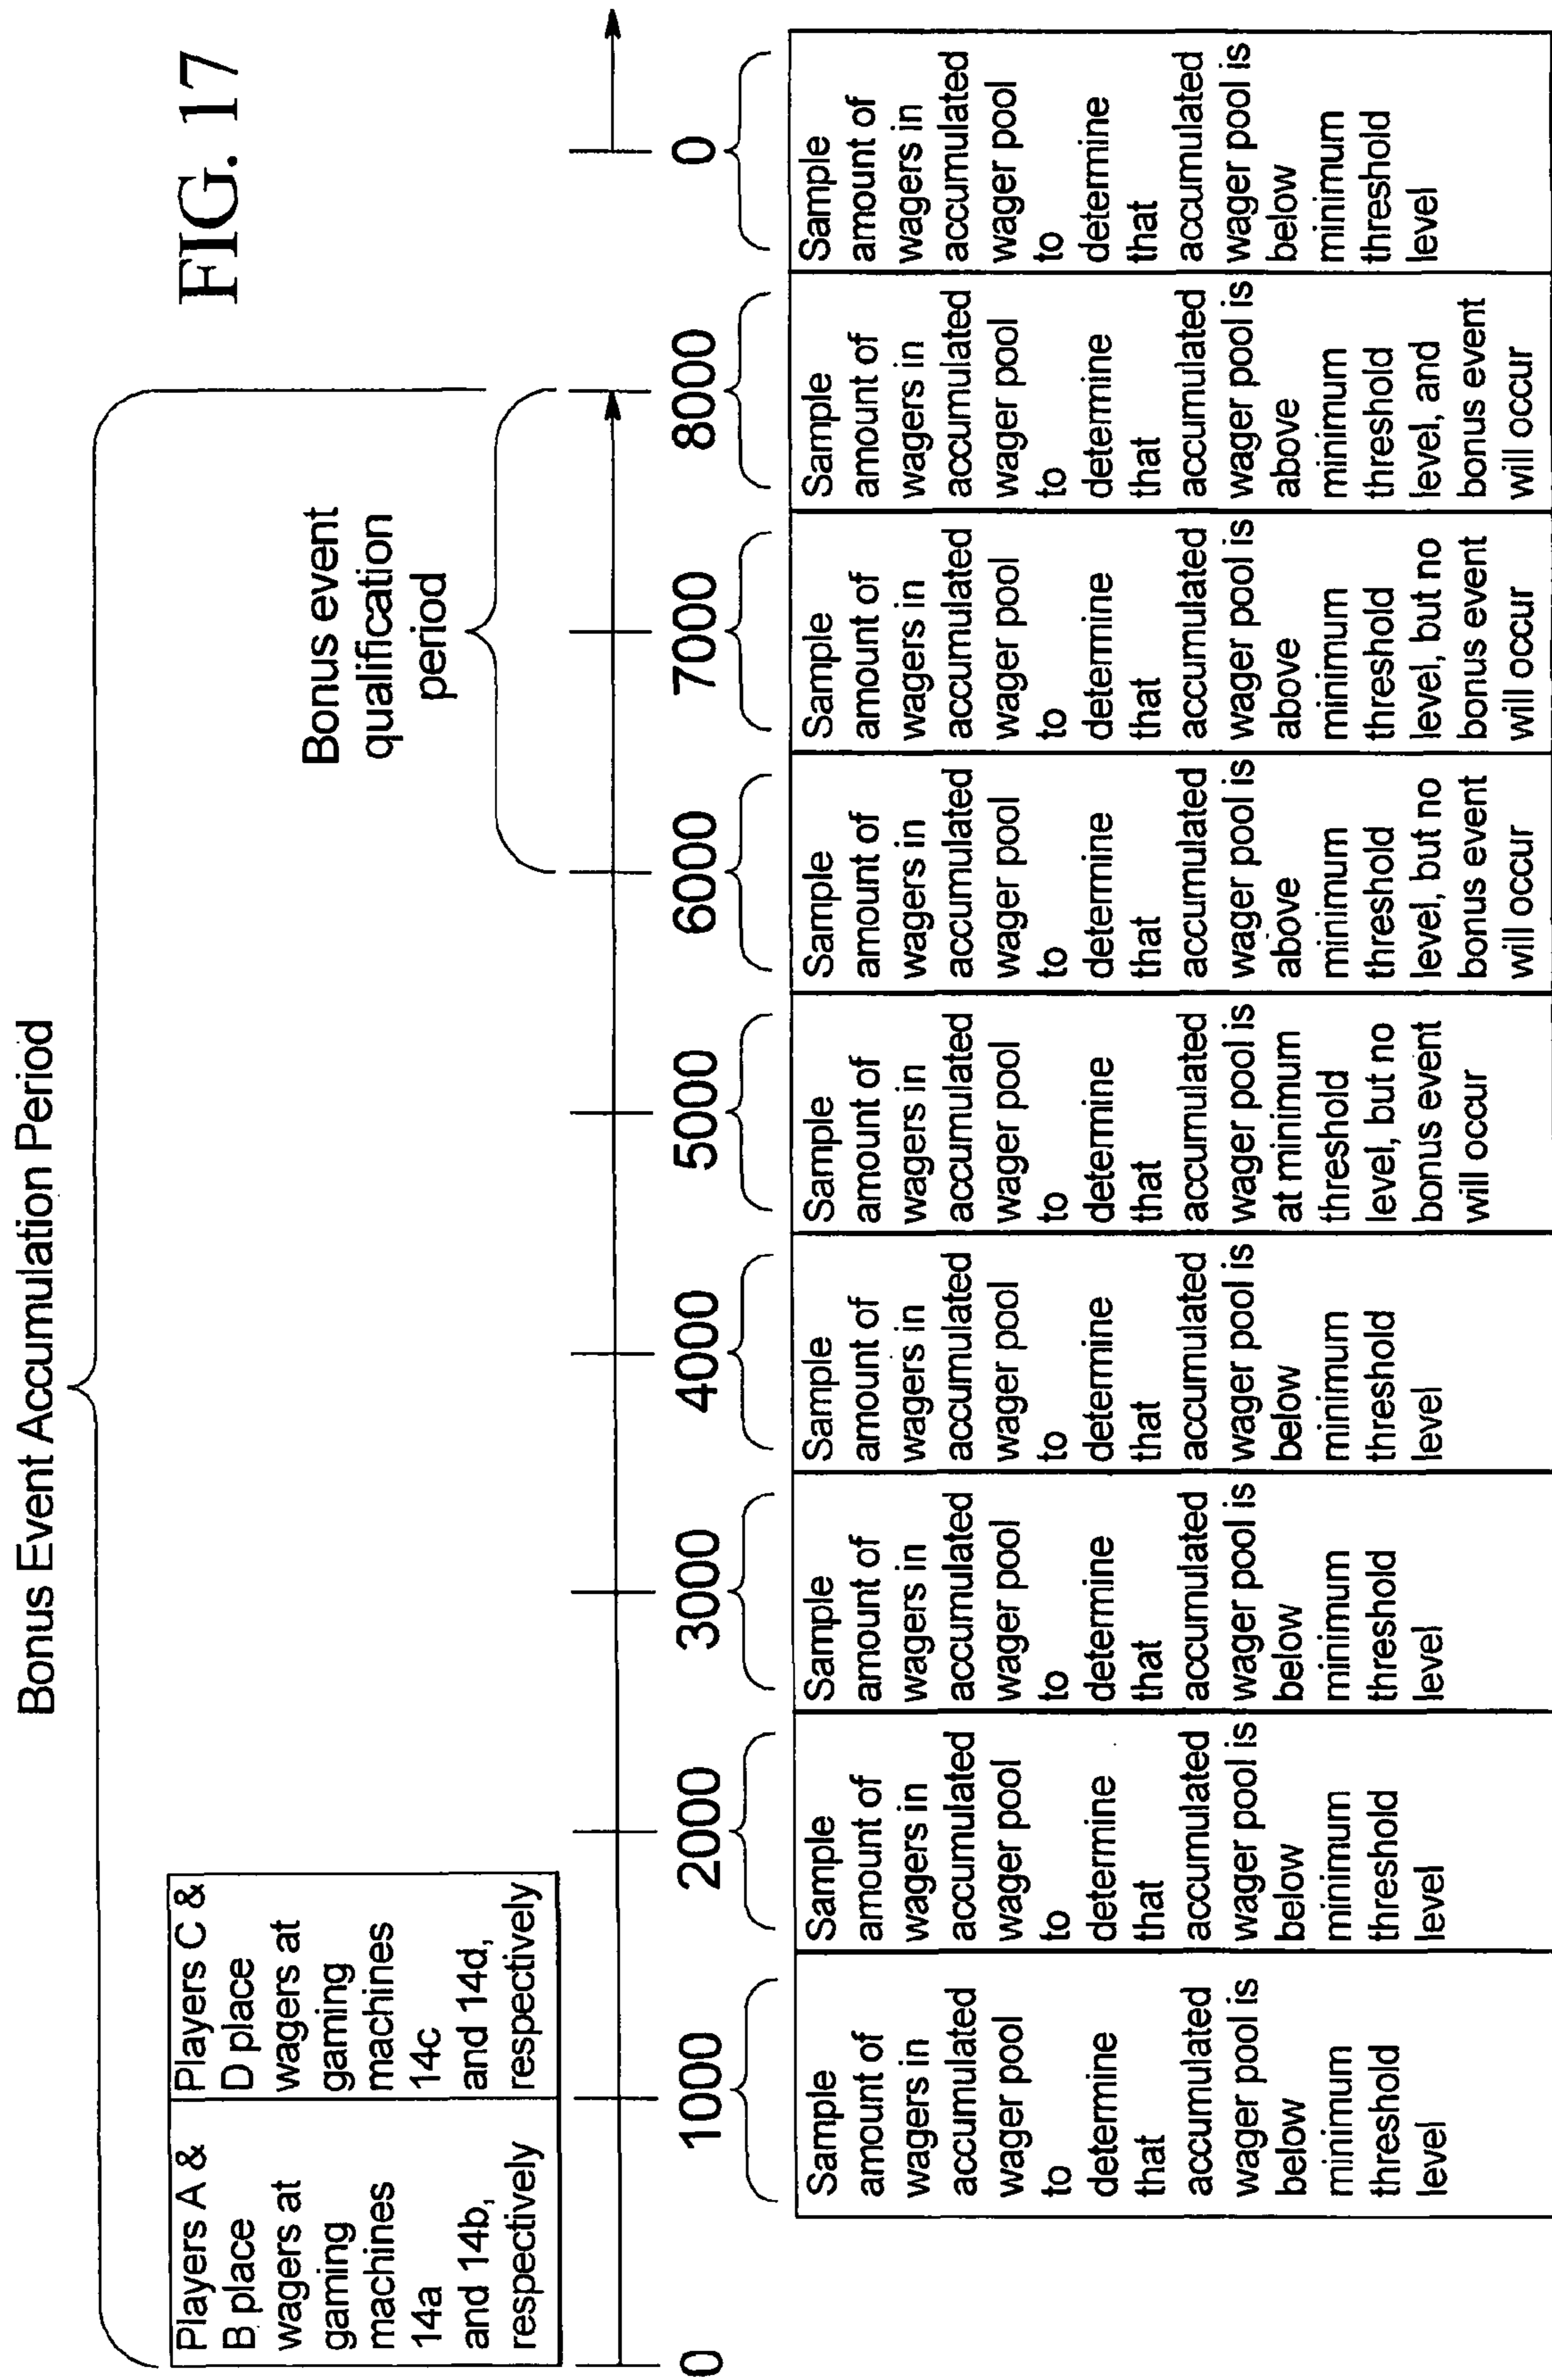 FIG. 17
Bonus Event Accumulation Period
Bonus event
qualification
period
Players A &
B place
wagers at
gaming
machines
14a
and 14b,
respectively
Players C &
D place
wagers at
gaming
machines
14c
and 14d,
respectively
0
1000
2000
3000
4000
5000
6000
7000
8000
0
Sample
amount of
wagers in
accumulated
wager pool
to
determine
that
accumulated
wager pool is
below
minimum
threshold
level
Sample
amount of
wagers in
accumulated
wager pool
to
determine
that
accumulated
wager pool is
below
minimum
threshold
level
Sample
amount of
wagers in
accumulated
wager pool
to
determine
that
accumulated
wager pool is
below
minimum
threshold
level
Sample
amount of
wagers in
accumulated
wager pool
to
determine
that
accumulated
wager pool is
below
minimum
threshold
level
Sample
amount of
wagers in
accumulated
wager pool
to
determine
that
accumulated
wager pool is
at minimum
threshold
level, but no
bonus event
will occur
Sample
amount of
wagers in
accumulated
wager pool
to
determine
that
accumulated
wager pool is
above
minimum
threshold
level, but no
bonus event
will occur
Sample
amount of
wagers in
accumulated
wager pool
to
determine
that
accumulated
wager pool is
above
minimum
threshold
level, but no
bonus event
will occur
Sample
amount of
wagers in
accumulated
wager pool
to
determine
that
accumulated
wager pool is
above
minimum
threshold
level, and
bonus event
will occur
Sample
amount of
wagers in
accumulated
wager pool
to
determine
that
accumulated
wager pool is
below
minimum
threshold
level